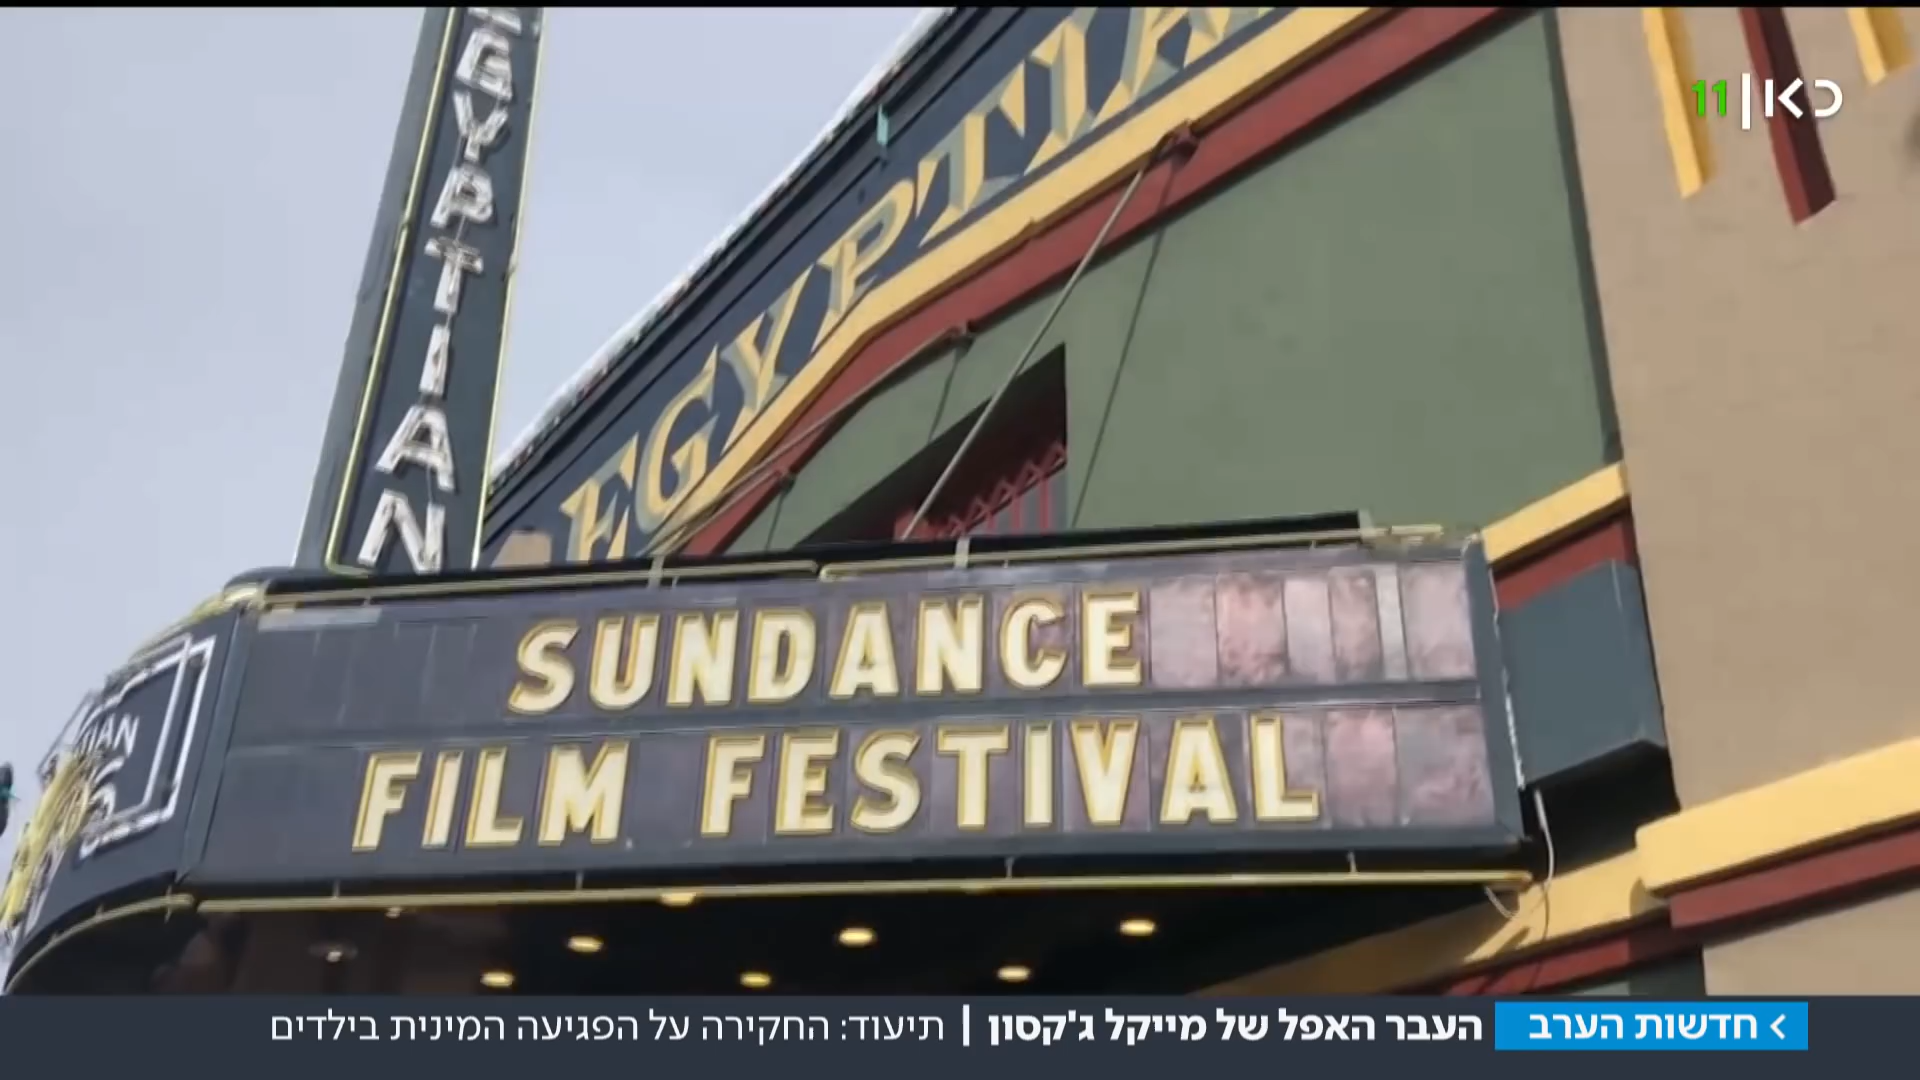 EGYPTIAN
EGYPTIA
כאן 11
SUNDANCE
FILM FESTIVAL
חדשות הערב
העבר האפל של מייקל ג'קסון | תיעוד: החקירה על הפגיעה המינית בילדים